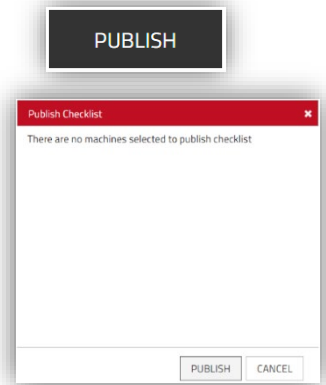 PUBLISH
Publish Checklist ×
There are no machines selected to publish checklist
PUBLISH CANCEL